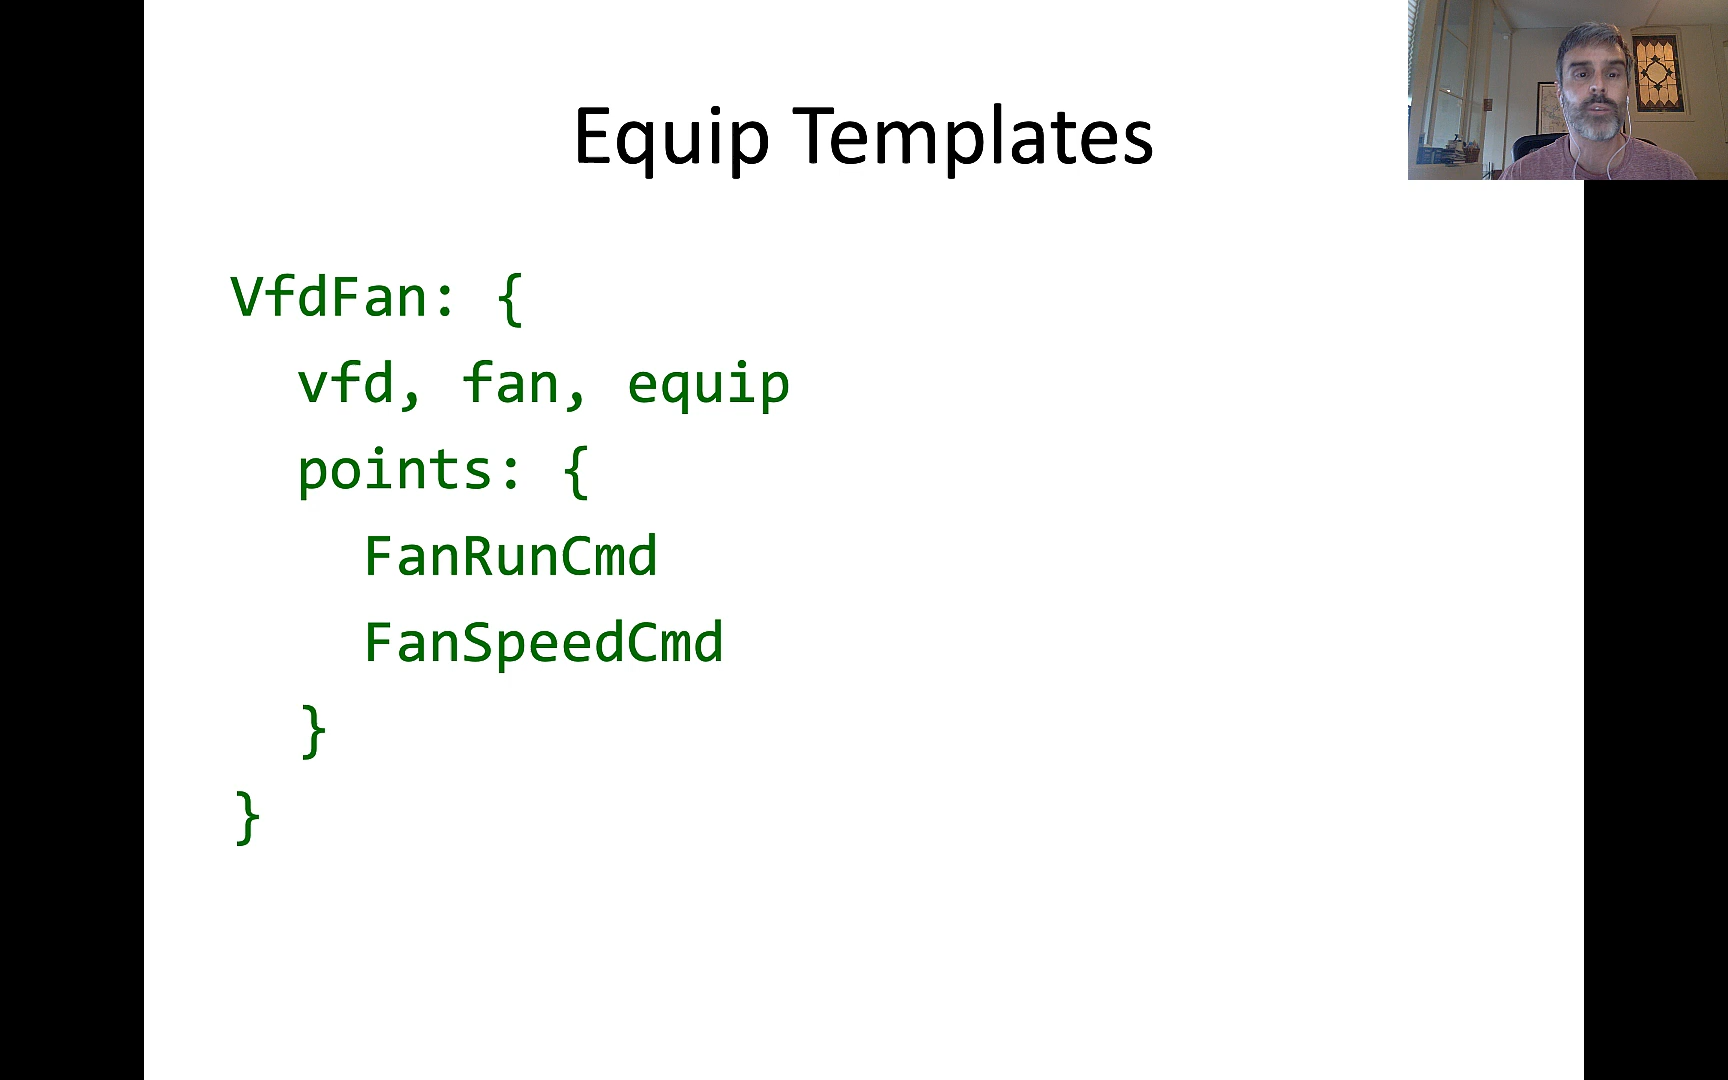 Equip Templates
VfdFan: {
vfd, fan, equip
points: {
FanRunCmd
FanSpeedCmd
}
}